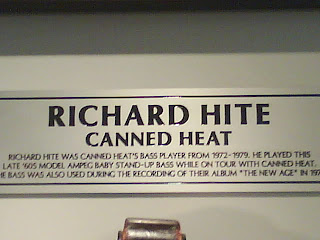 RICHARD HITE
CANNED HEAT
RICHARD HITE WAS CANNED HEAT'S BASS PLAYER FROM 1972-1979. HE PLAYED THIS
LATE '60S MODEL AMPEG BABY STAND-UP BASS WHILE ON TOUR WITH CANNED HEAT.
BASS WAS ALSO USED DURING THE RECORDING OF THEIR ALBUM "THE NEW AGE" IN